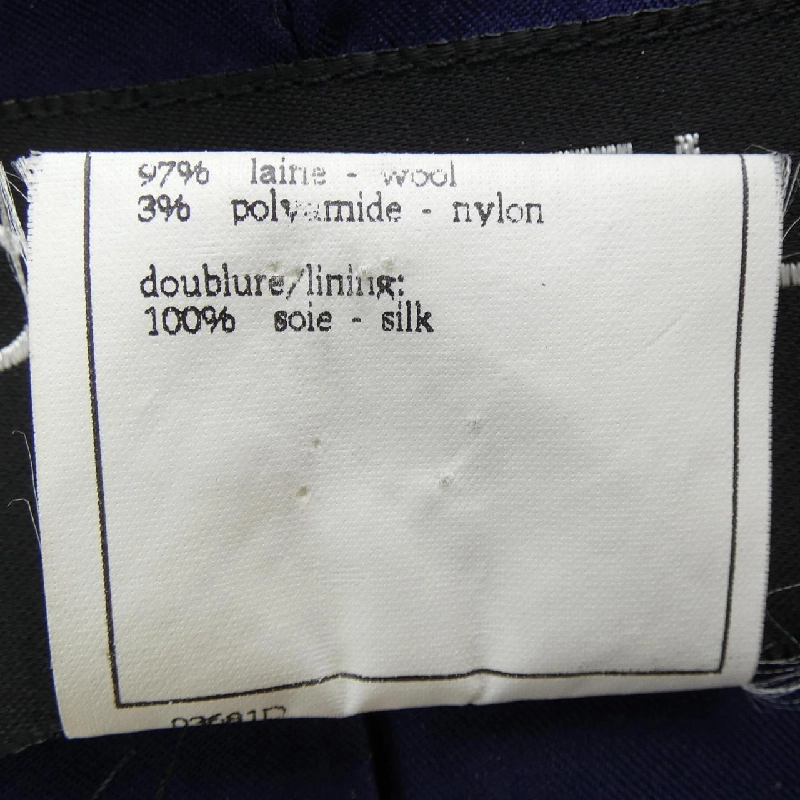 97% laine - wool
3% polyamide - nylon
doublure/lining:
100% soie - silk